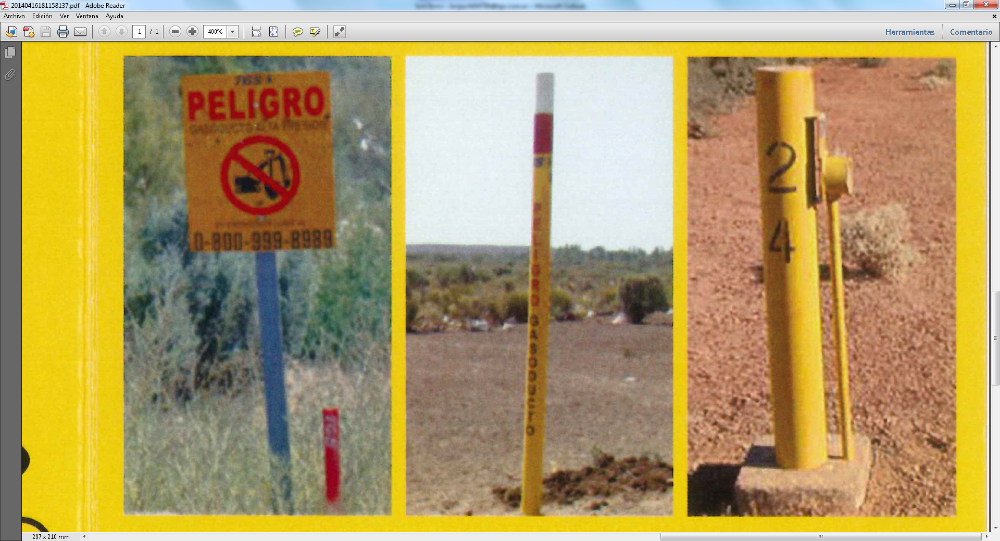 20140416181158137.pdf - Adobe Reader
Archivo Edición Ver Ventana Ayuda
1 / 1 400% Herramientas Comentario
PELIGRO
GASODUCTO ALTA PRESION
0-800-999-8989
PELIGRO GASODUCTO
2
4
297 x 210 mm